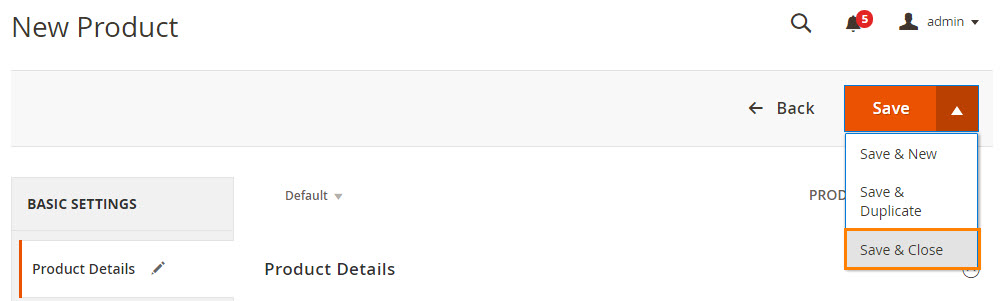 New Product
5
admin
Back
Save
Save & New
Save &
Duplicate
Save & Close
BASIC SETTINGS
Default
PROD
Product Details
Product Details